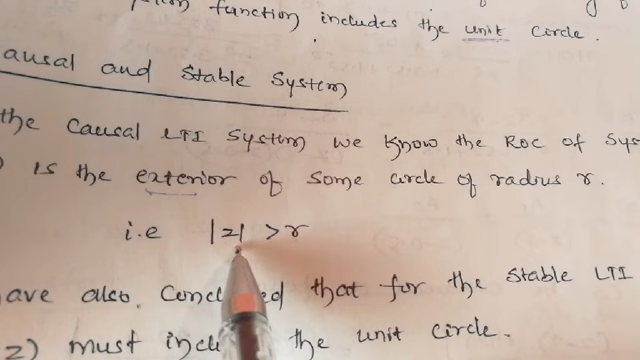 function includes the unit circle.
ausal and Stable System
the Causal LTI System we know the ROC of Sys
is the exterior of Some circle of radius r.
i.e |z| > r
ave also. Conc ed that for the Stable LTI
z) must inclu the unit circle.